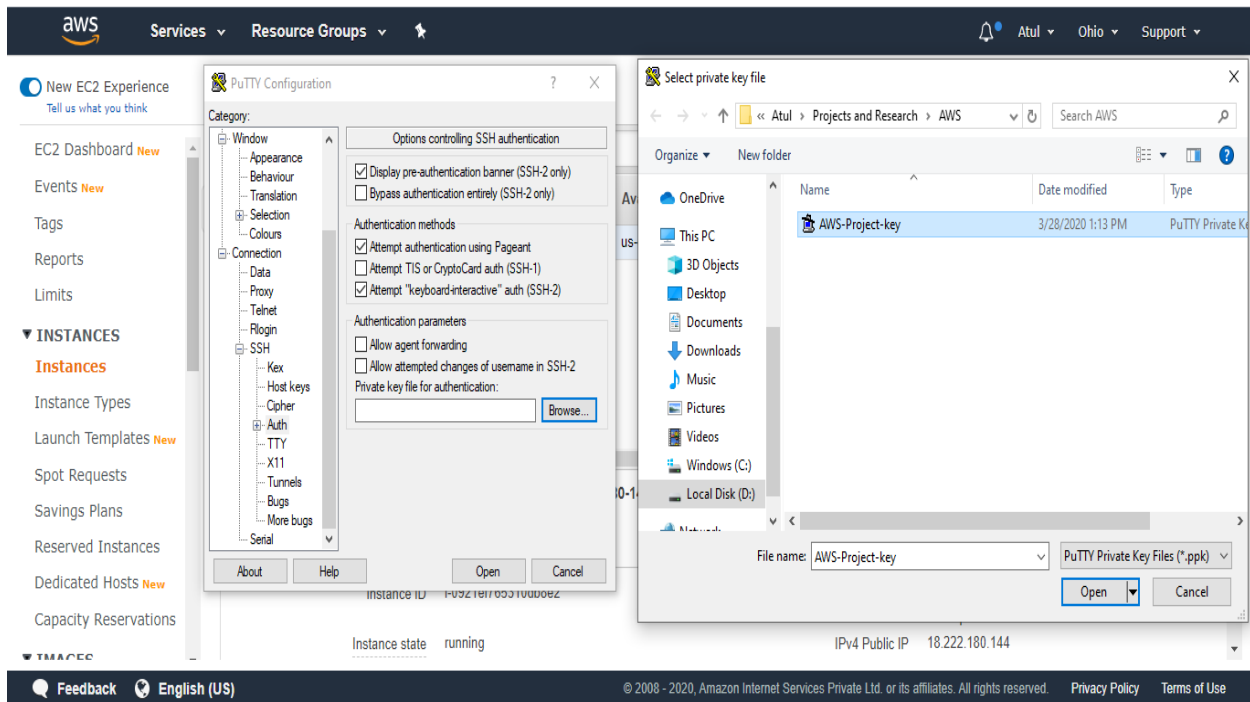 aws Services Resource Groups Atul Ohio Support
New EC2 Experience
Tell us what you think
EC2 Dashboard New
Events New
Tags
Reports
Limits
INSTANCES
Instances
Instance Types
Launch Templates New
Spot Requests
Savings Plans
Reserved Instances
Dedicated Hosts New
Capacity Reservations
IMAGES
PuTTY Configuration ? X
Category:
Window
Appearance
Behaviour
Translation
Selection
Colours
Connection
Data
Proxy
Telnet
Rlogin
SSH
Kex
Host keys
Cipher
Auth
TTY
X11
Tunnels
Bugs
More bugs
Serial
Options controlling SSH authentication
Display pre-authentication banner (SSH-2 only)
Bypass authentication entirely (SSH-2 only)
Authentication methods
Attempt authentication using Pageant
Attempt TIS or CryptoCard auth (SSH-1)
Attempt "keyboard-interactive" auth (SSH-2)
Authentication parameters
Allow agent forwarding
Allow attempted changes of username in SSH-2
Private key file for authentication:
Browse...
About Help Open Cancel
Av
us-
Select private key file X
« Atul > Projects and Research > AWS Search AWS
Organize New folder ?
OneDrive
This PC
3D Objects
Desktop
Documents
Downloads
Music
Pictures
Videos
Windows (C:)
Local Disk (D:)
Network
Name Date modified Type
AWS-Project-key 3/28/2020 1:13 PM PuTTY Private Ke
File name: AWS-Project-key PuTTY Private Key Files (*.ppk)
Open Cancel
Instance ID
Instance state running
IPv4 Public IP 18.222.180.144
Feedback English (US) © 2008 - 2020, Amazon Internet Services Private Ltd. or its affiliates. All rights reserved. Privacy Policy Terms of Use